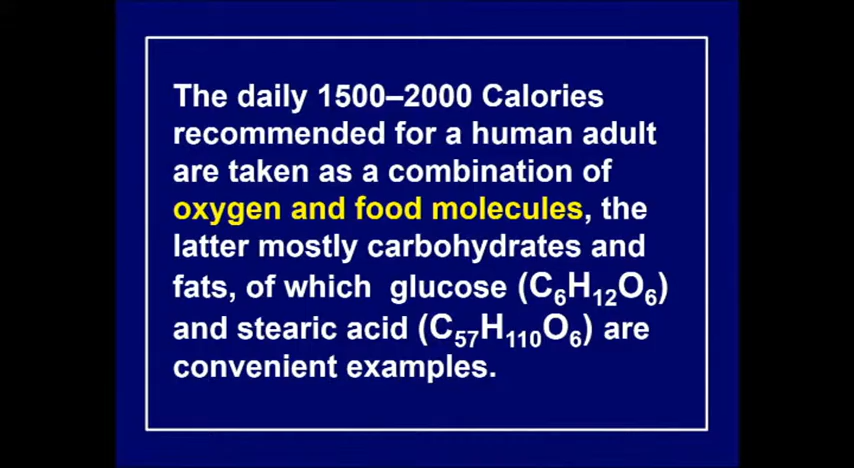 The daily 1500–2000 Calories
recommended for a human adult
are taken as a combination of
oxygen and food molecules, the
latter mostly carbohydrates and
fats, of which glucose (C₆H₁₂O₆)
and stearic acid (C₅₇H₁₁₀O₆) are
convenient examples.